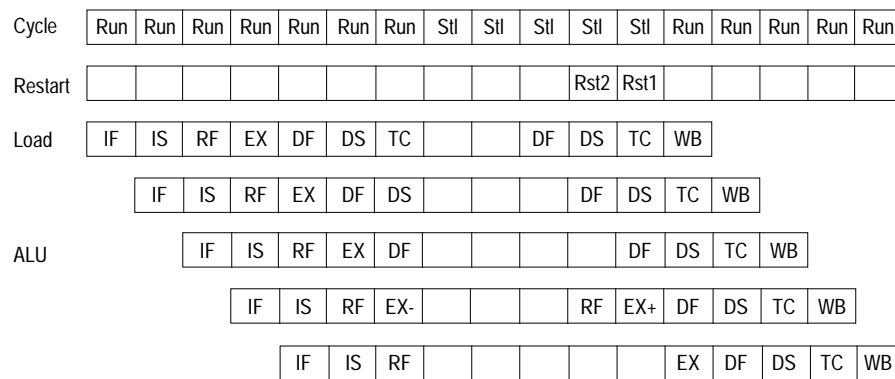 Cycle Run Run Run Run Run Run Run Stl Stl Stl Stl Stl Run Run Run Run Run
Restart Rst2 Rst1
Load IF IS RF EX DF DS TC DF DS TC WB
IF IS RF EX DF DS DF DS TC WB
ALU IF IS RF EX DF DF DS TC WB
IF IS RF EX- RF EX+ DF DS TC WB
IF IS RF EX DF DS TC WB